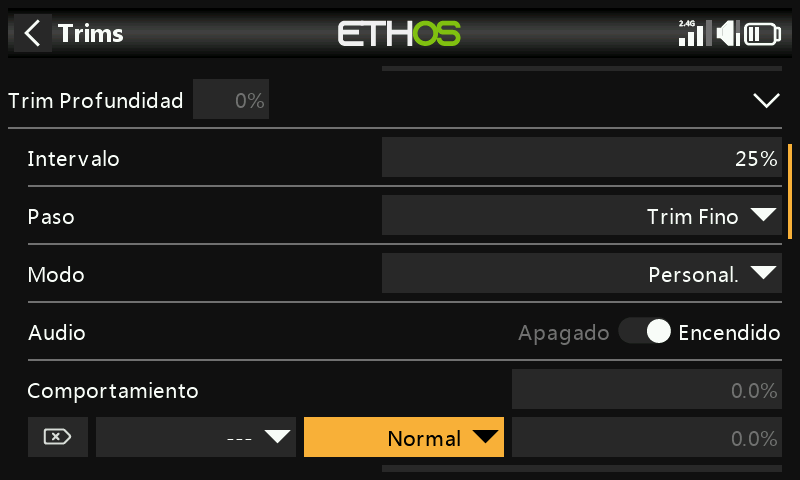 Trims ETHOS 2.4G
Trim Profundidad 0%
Intervalo 25%
Paso Trim Fino
Modo Personal.
Audio Apagado Encendido
Comportamiento 0.0%
--- Normal 0.0%